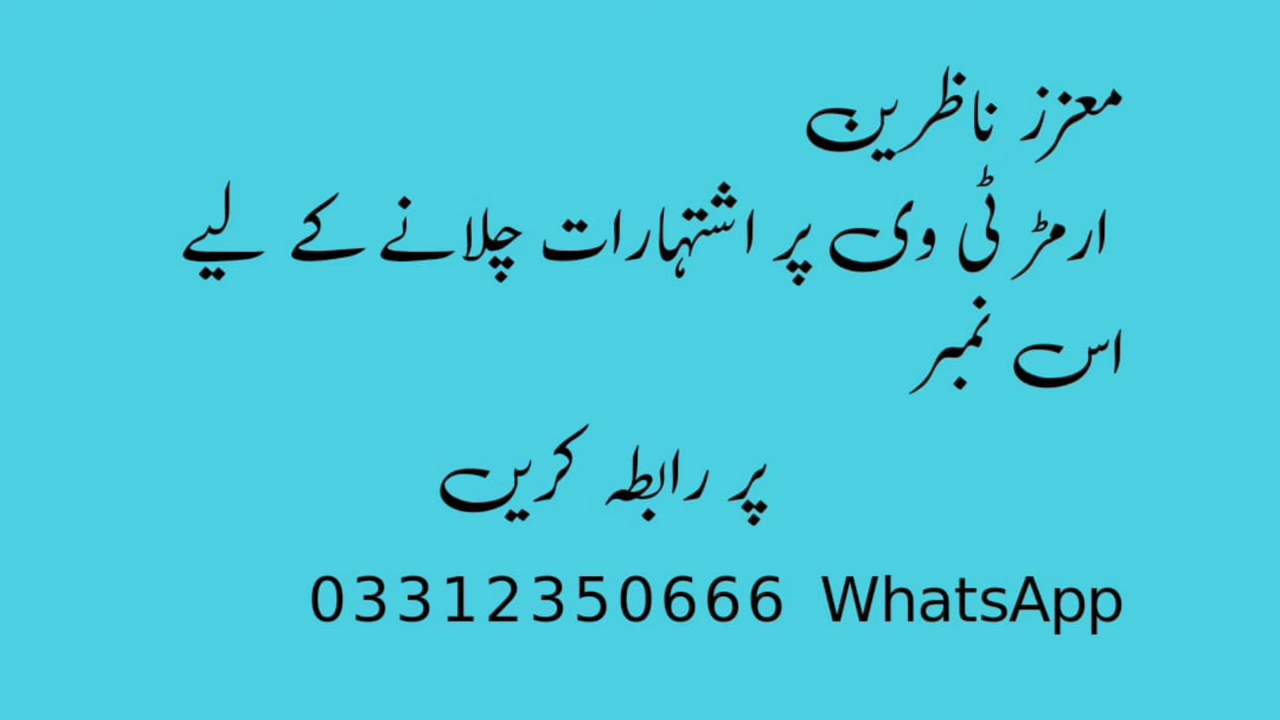 معزز ناظرین
ارمڑ ٹی وی پر اشتہارات چلانے کے لیے
اس نمبر
پر رابطہ کریں
03312350666 WhatsApp